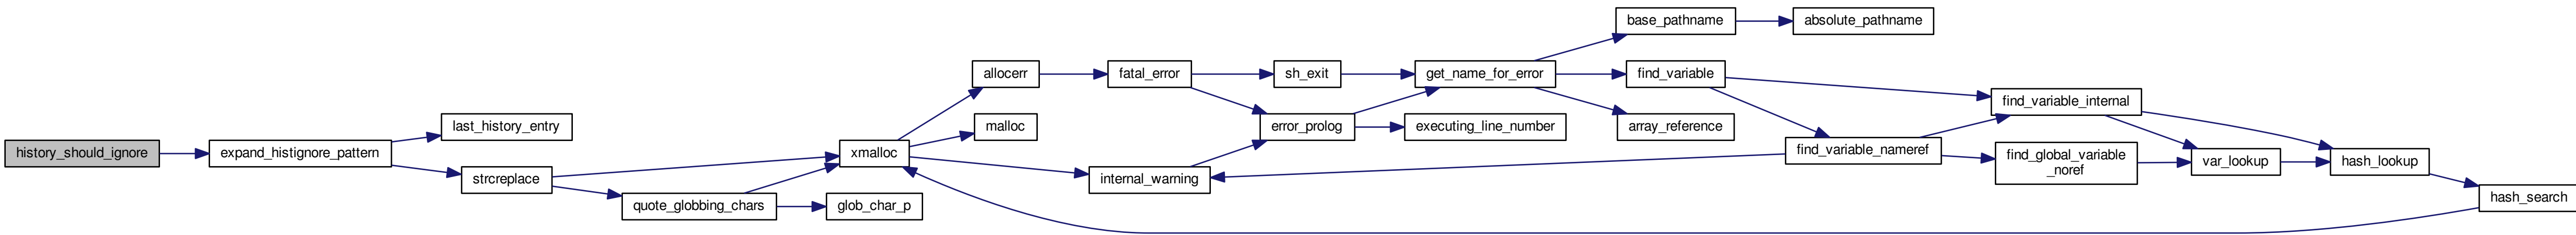 history_should_ignore
expand_histignore_pattern
last_history_entry
strcreplace
quote_globbing_chars
xmalloc
glob_char_p
allocerr
malloc
internal_warning
fatal_error
sh_exit
error_prolog
get_name_for_error
executing_line_number
base_pathname
find_variable
array_reference
absolute_pathname
find_variable_nameref
find_variable_internal
find_global_variable
_noref
var_lookup
hash_lookup
hash_search